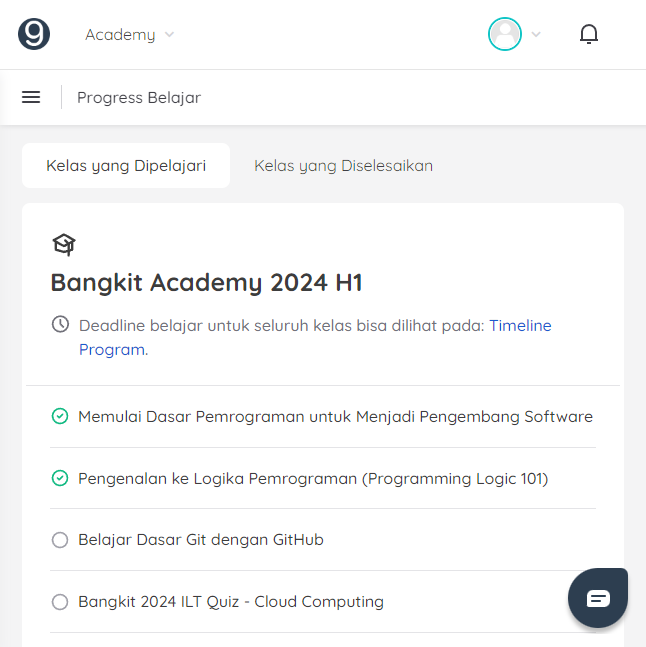 Academy
Progress Belajar
Kelas yang Dipelajari
Kelas yang Diselesaikan
Bangkit Academy 2024 H1
Deadline belajar untuk seluruh kelas bisa dilihat pada: Timeline
Program.
Memulai Dasar Pemrograman untuk Menjadi Pengembang Software
Pengenalan ke Logika Pemrograman (Programming Logic 101)
Belajar Dasar Git dengan GitHub
Bangkit 2024 ILT Quiz - Cloud Computing